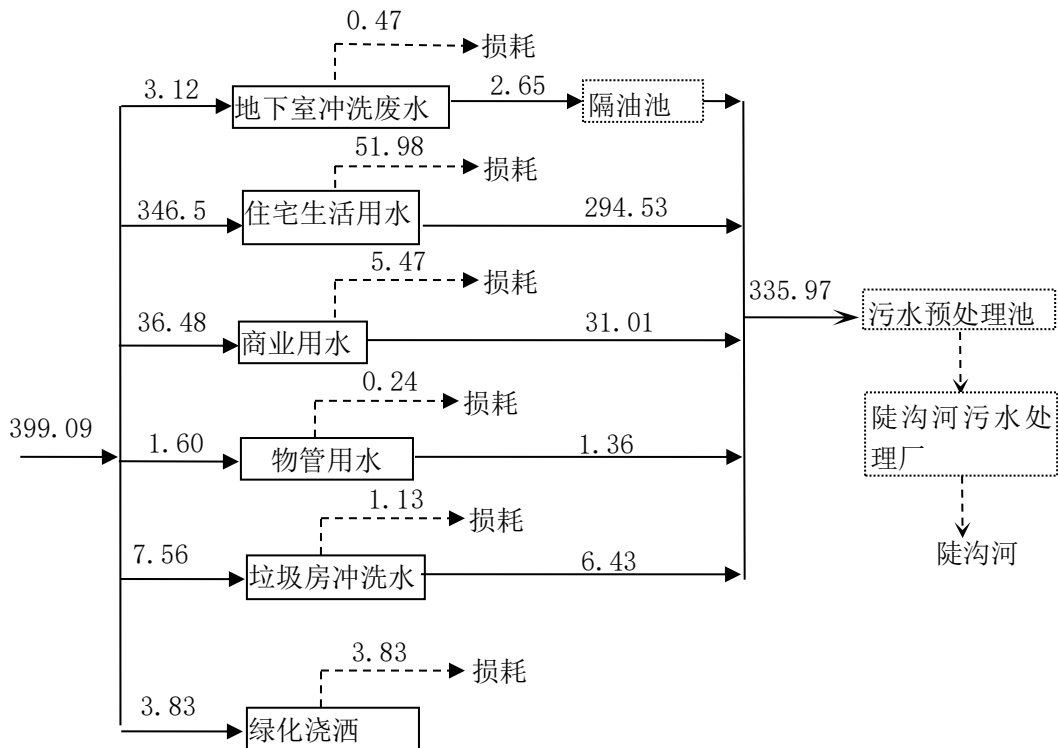 0.47
损耗
3.12
地下室冲洗废水
2.65
隔油池
51.98
损耗
346.5
住宅生活用水
294.53
5.47
损耗
36.48
商业用水
31.01
335.97
污水预处理池
0.24
损耗
399.09
1.60
物管用水
1.36
陡沟河污水处
理厂
1.13
损耗
7.56
垃圾房冲洗水
6.43
陡沟河
3.83
损耗
3.83
绿化浇洒